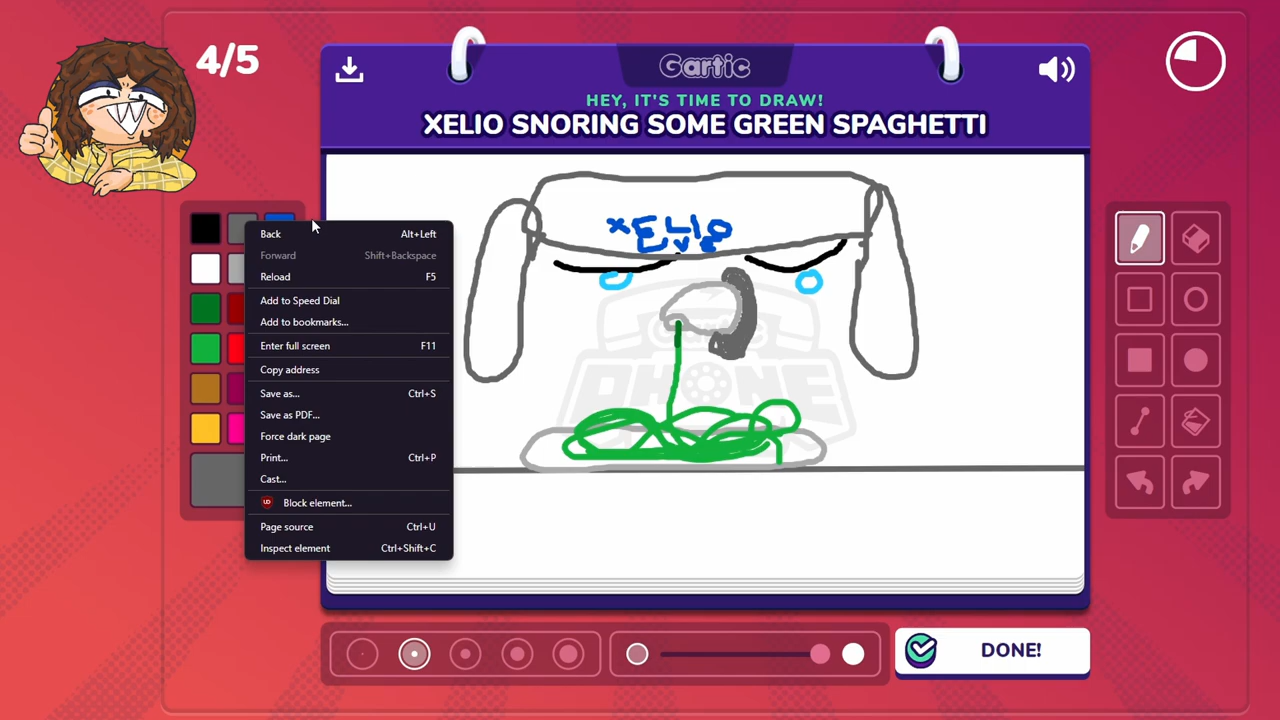 4/5
Gartic
HEY, IT'S TIME TO DRAW!
XELIO SNORING SOME GREEN SPAGHETTI
xELIO
Gartic
PHONE
Back Alt+Left
Forward Shift+Backspace
Reload F5
Add to Speed Dial
Add to bookmarks...
Enter full screen F11
Copy address
Save as... Ctrl+S
Save as PDF...
Force dark page
Print... Ctrl+P
Cast...
UD Block element...
Page source Ctrl+U
Inspect element Ctrl+Shift+C
DONE!